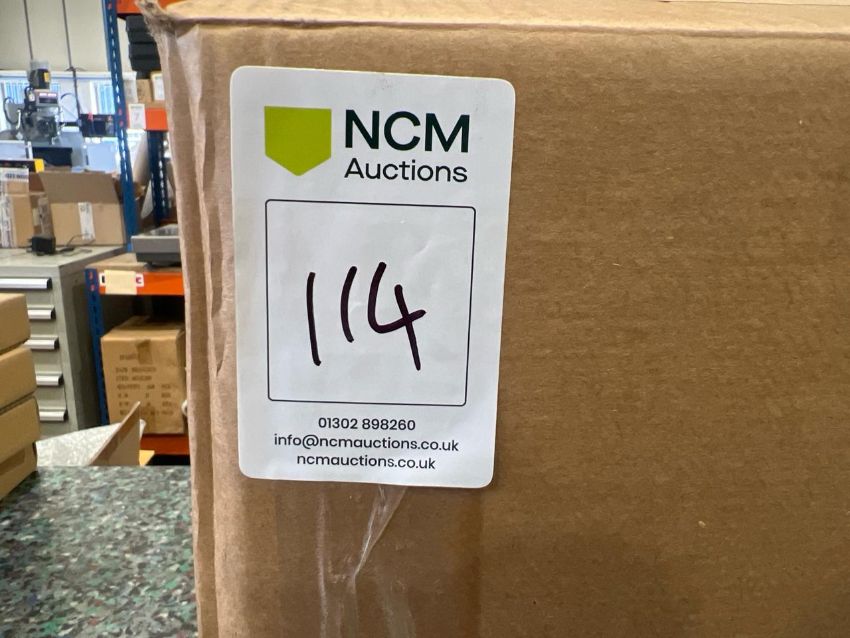 NCM
Auctions
114
01302 898260
info@ncmauctions.co.uk
ncmauctions.co.uk